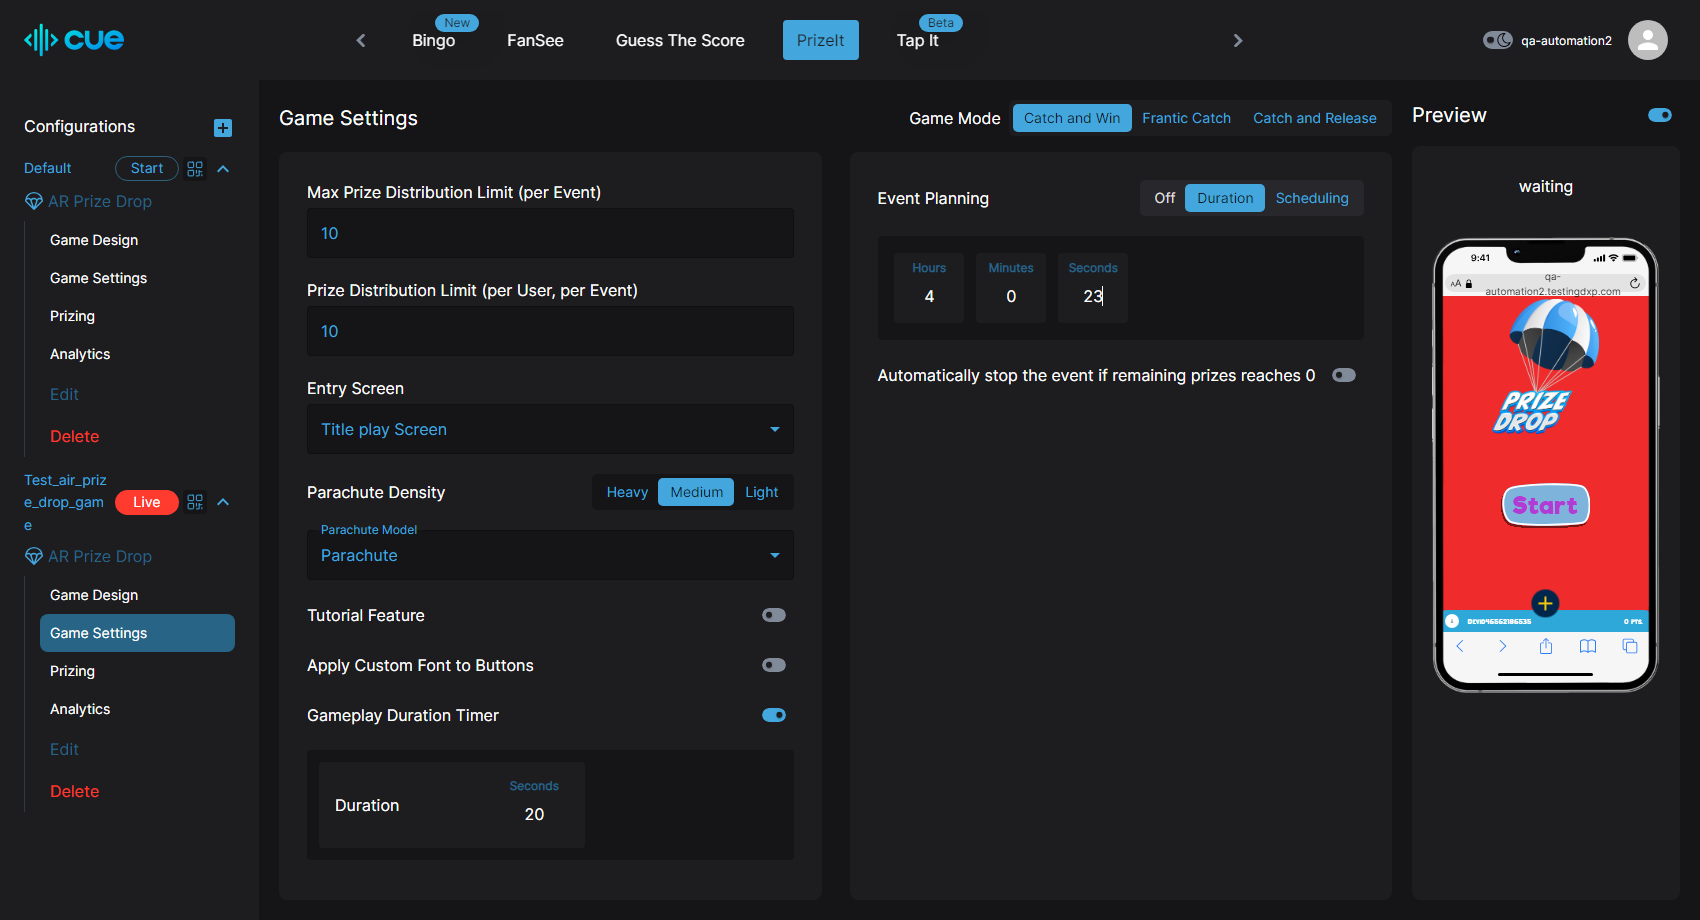 cue
New
Bingo
FanSee
Guess The Score
PrizeIt
Beta
Tap It
qa-automation2
Configurations
Default
Start
AR Prize Drop
Game Design
Game Settings
Prizing
Analytics
Edit
Delete
Test_air_priz
e_drop_gam
e
Live
AR Prize Drop
Game Design
Game Settings
Prizing
Analytics
Edit
Delete
Game Settings
Game Mode
Catch and Win
Frantic Catch
Catch and Release
Max Prize Distribution Limit (per Event)
10
Prize Distribution Limit (per User, per Event)
10
Entry Screen
Title play Screen
Parachute Density
Heavy
Medium
Light
Parachute Model
Parachute
Tutorial Feature
Apply Custom Font to Buttons
Gameplay Duration Timer
Duration
Seconds
20
Event Planning
Off
Duration
Scheduling
Hours
4
Minutes
0
Seconds
23
Automatically stop the event if remaining prizes reaches 0
Preview
waiting
9:41
AA
qa-
automation2.testingdxp.com
PRIZE
DROP
Start
0 PTS.